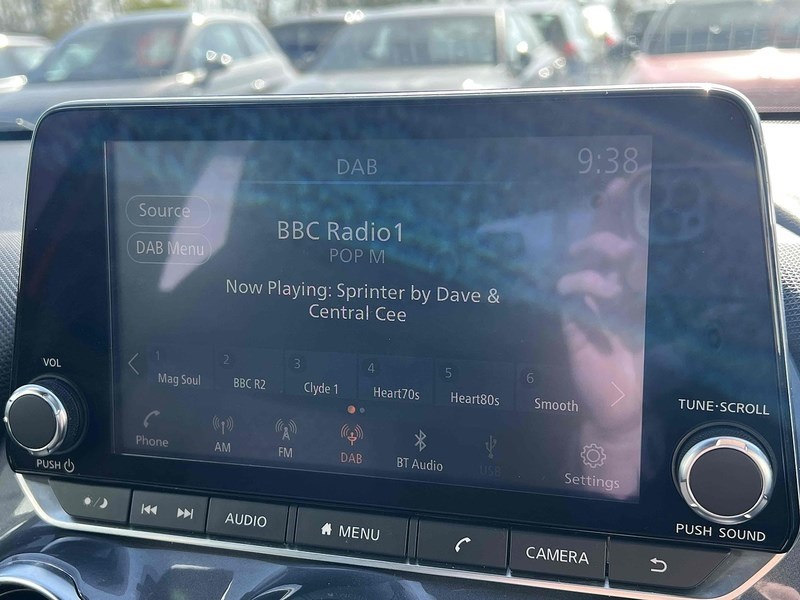 DAB
9:38
Source
DAB Menu
BBC Radio1
POP M
Now Playing: Sprinter by Dave &
Central Cee
1 Mag Soul
2 BBC R2
3 Clyde 1
4 Heart70s
5 Heart80s
6 Smooth
Phone
AM
FM
DAB
BT Audio
USB
Settings
VOL
PUSH
TUNE·SCROLL
PUSH SOUND
AUDIO
MENU
CAMERA